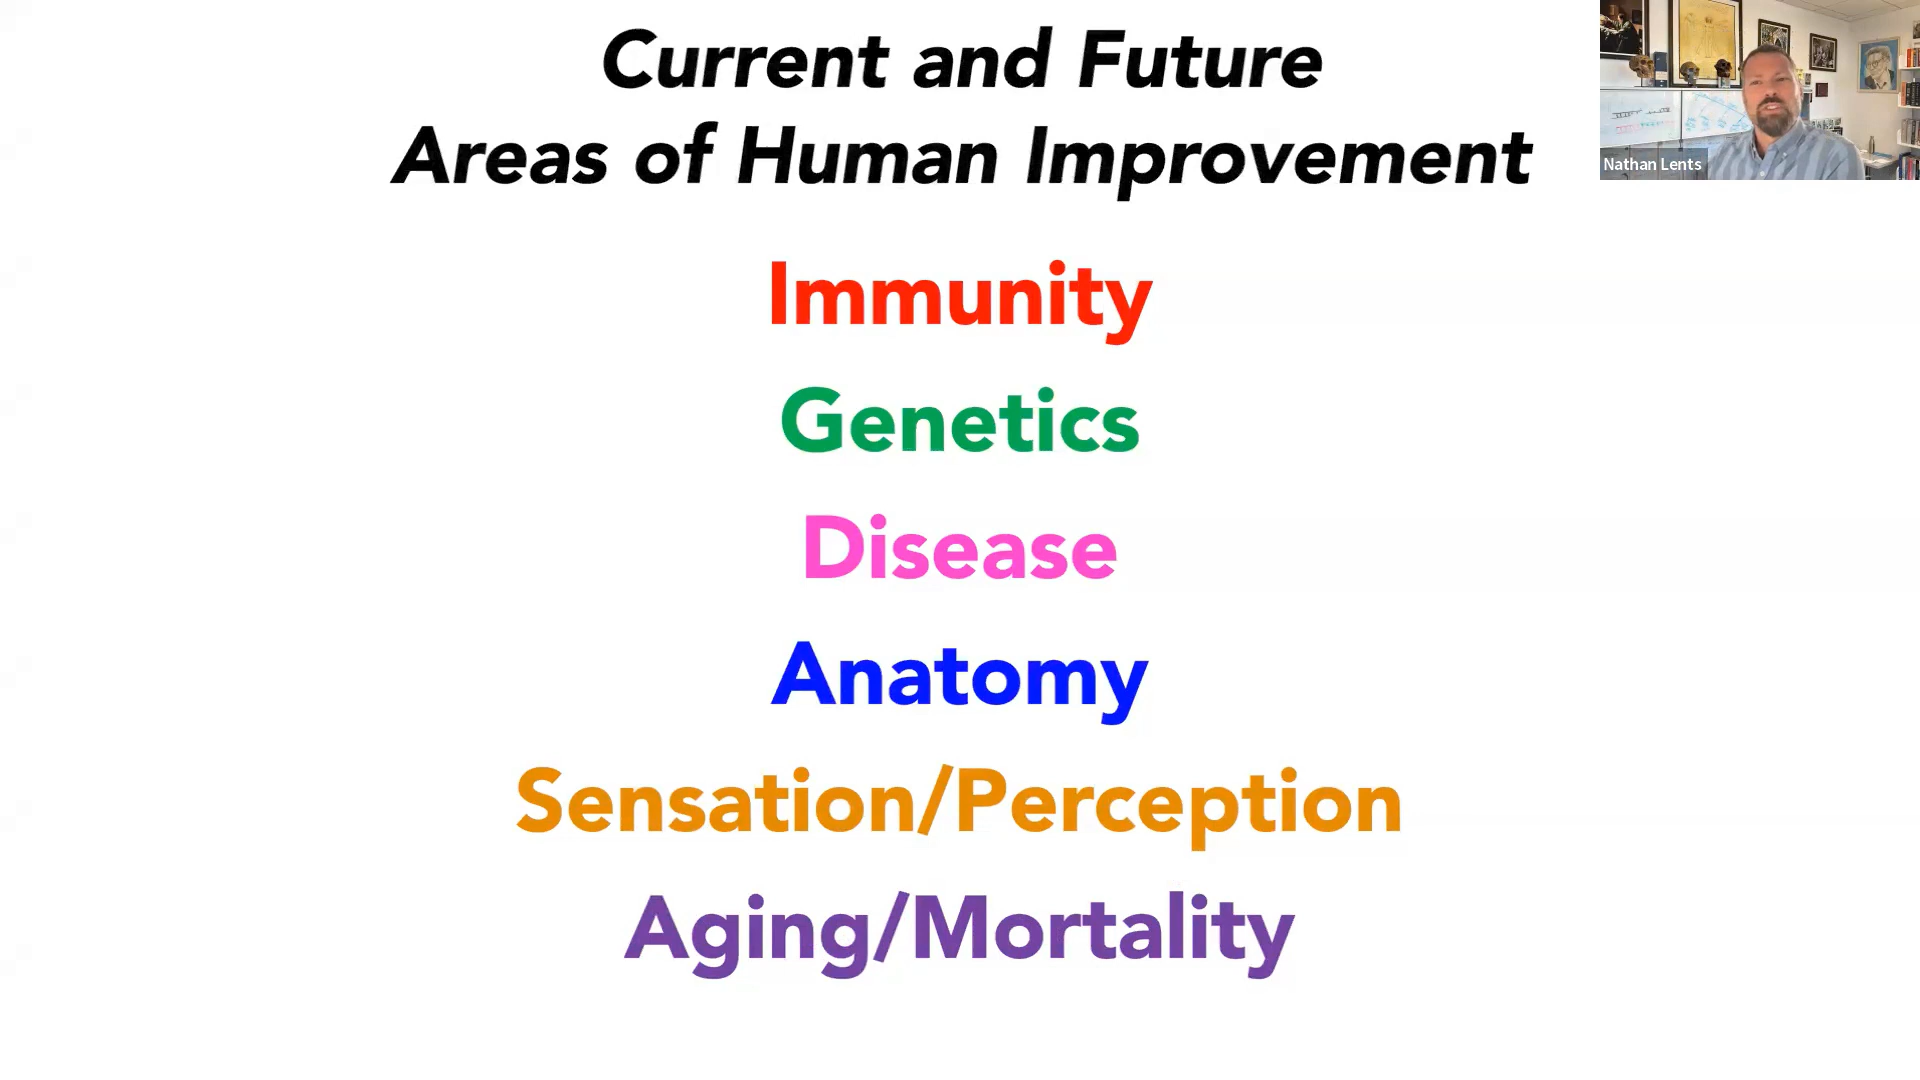 Current and Future
Areas of Human Improvement
Nathan Lents
Immunity
Genetics
Disease
Anatomy
Sensation/Perception
Aging/Mortality